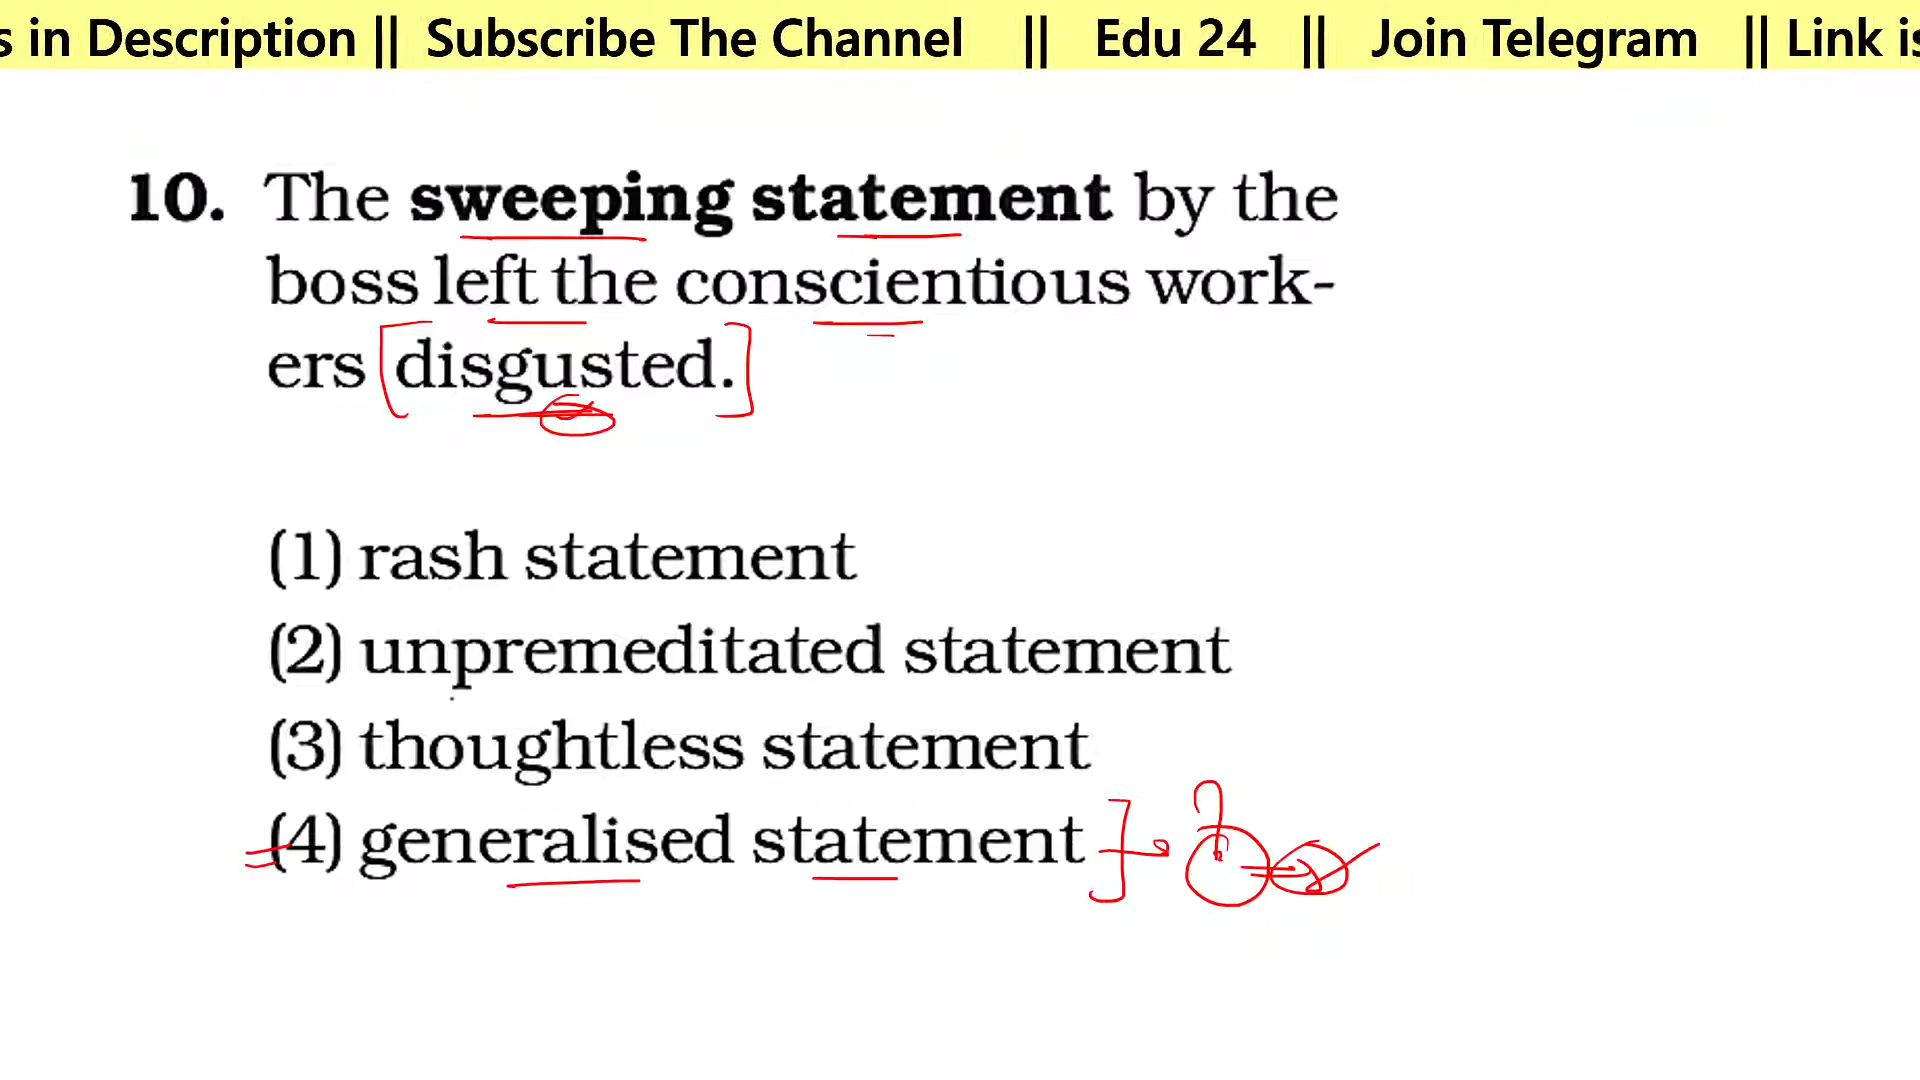 s in Description || Subscribe The Channel || Edu 24 || Join Telegram || Link is
10. The sweeping statement by the
boss left the conscientious work-
ers disgusted.
(1) rash statement
(2) unpremeditated statement
(3) thoughtless statement
(4) generalised statement